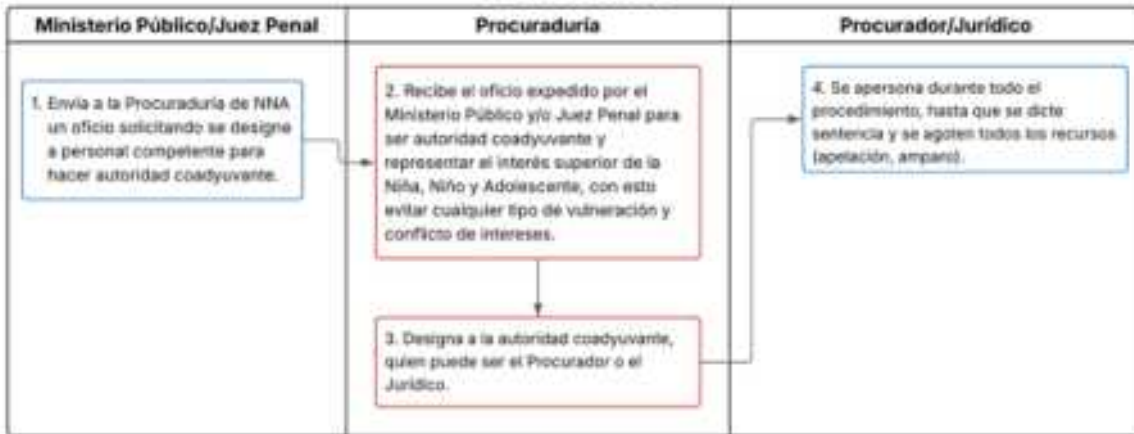 Ministerio Público/Juez Penal
Procuraduría
Procurador/Jurídico
1. Envía a la Procuraduría de NNA
un oficio solicitando se designe
a personal competente para
hacer autoridad coadyuvante.
2. Recibe el oficio expedido por el
Ministerio Público y/o Juez Penal para
ser autoridad coadyuvante y
representar el interés superior de la
Niña, Niño y Adolescente, con esto
evitar cualquier tipo de vulneración y
conflicto de intereses.
3. Designa a la autoridad coadyuvante,
quien puede ser el Procurador o el
Jurídico.
4. Se apersona durante todo el
procedimiento, hasta que se dicte
sentencia y se agoten todos los recursos
(apelación, amparo).